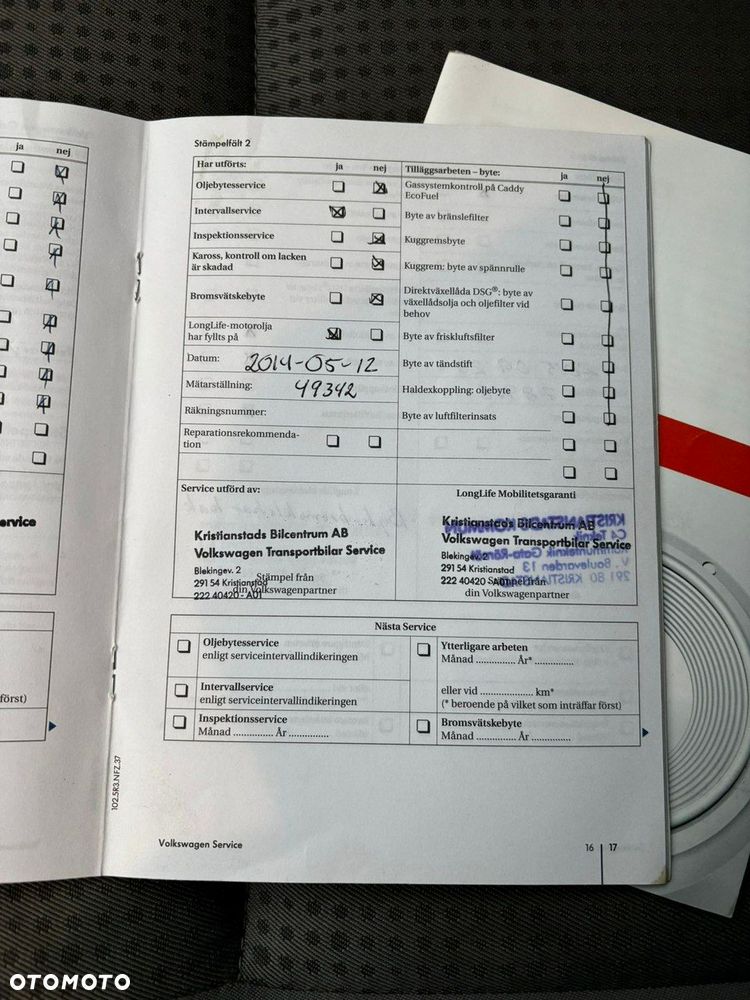 ja nej
Stämpelfält 2
Har utförts: ja nej
Oljebytesservice
Intervallservice
Inspektionsservice
Kaross, kontroll om lacken
är skadad
Bromsvätskebyte
LongLife-motorolja
har fyllts på
Datum: 2014-05-12
Mätarställning: 49342
Räkningsnummer:
Reparationsrekommenda-
tion
Tilläggsarbeten – byte: ja nej
Gassystemkontroll på Caddy
EcoFuel
Byte av bränslefilter
Kuggremsbyte
Kuggrem: byte av spännrulle
Direktväxellåda DSG®: byte av
växellådsolja och oljefilter vid
behov
Byte av friskluftsfilter
Byte av tändstift
Haldexkoppling: oljebyte
Byte av luftfilterinsats
Service utförd av:
Kristianstads Bilcentrum AB
Volkswagen Transportbilar Service
Blekingev. 2
291 54 Kristianstad
222 40420 - A01
Stämpel från
din Volkswagenpartner
LongLife Mobilitetsgaranti
Kristianstads Bilcentrum AB
Volkswagen Transportbilar Service
Blekingev. 2
291 54 Kristianstad
222 40420
Stämpel från
din Volkswagenpartner
Nästa Service
Oljebytesservice
enligt serviceintervallindikeringen
Intervallservice
enligt serviceintervallindikeringen
Inspektionsservice
Månad .............. År ..............
Ytterligare arbeten
Månad .............. År* ..............
eller vid .................... km*
(* beroende på vilket som inträffar först)
Bromsvätskebyte
Månad .............. År ..............
ervice
först)
102.5R3.NFZ.37
Volkswagen Service
16 17
OTOMOTO